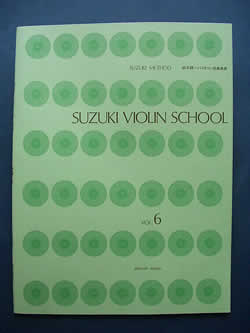 SUZUKI METHOD
SUZUKI VIOLIN SCHOOL
VOL. 6